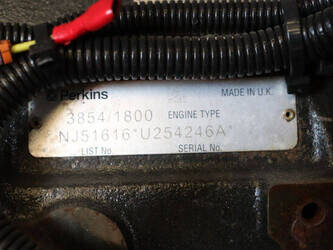 Perkins MADE IN U.K.
3854/1800 ENGINE TYPE
NJ51616*U254246A*
LIST No. SERIAL No.